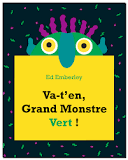 Ed Emberley
Va-t'en,
Grand Monstre
Vert !